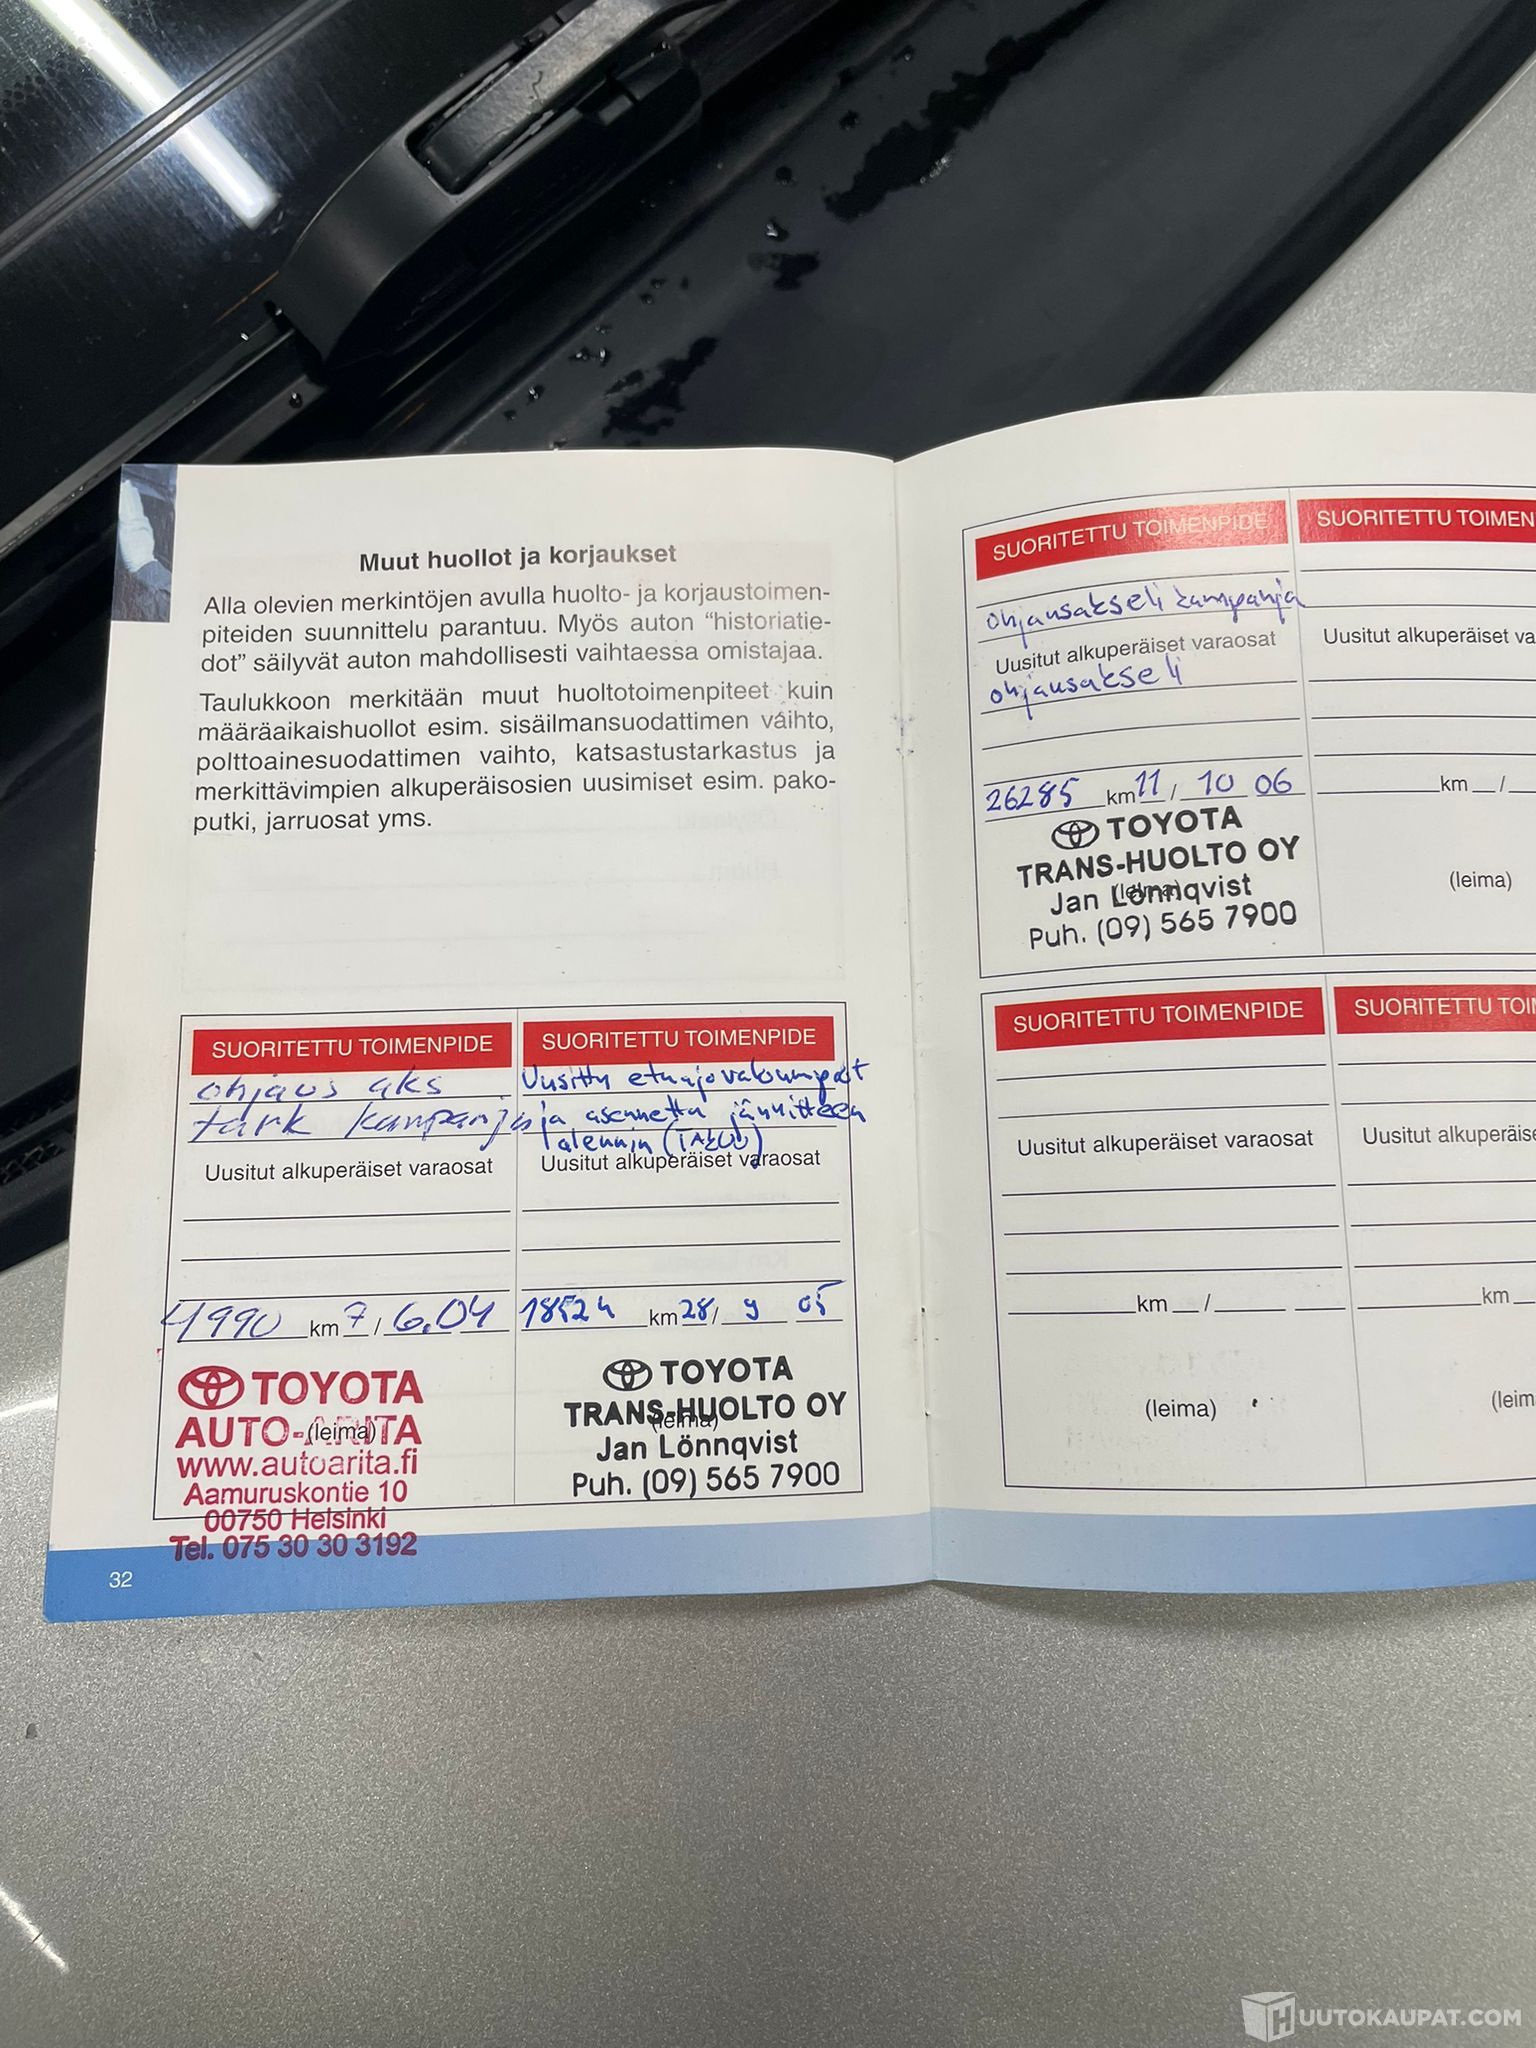 Muut huollot ja korjaukset
Alla olevien merkintöjen avulla huolto- ja korjaustoimen-
piteiden suunnittelu parantuu. Myös auton "historiatie-
dot" säilyvät auton mahdollisesti vaihtaessa omistajaa.
Taulukkoon merkitään muut huoltotoimenpiteet kuin
määräaikaishuollot esim. sisäilmansuodattimen vaihto,
polttoainesuodattimen vaihto, katsastustarkastus ja
merkittävimpien alkuperäisosien uusimiset esim. pako-
putki, jarruosat yms.
SUORITETTU TOIMENPIDE
ohjaus aks
tark kampanja
Uusitut alkuperäiset varaosat
4990 km 7 / 6.04
(leima)
TOYOTA
AUTO-ARITA
www.autoarita.fi
Aamuruskontie 10
00750 Helsinki
Tel. 075 30 30 3192
SUORITETTU TOIMENPIDE
Uusittu etuajovaloumpiot
ja asennettu jännitteen
alennin (TAKUU)
Uusitut alkuperäiset varaosat
18524 km 28 / 9 05
(leima)
TOYOTA
TRANS-HUOLTO OY
Jan Lönnqvist
Puh. (09) 565 7900
32
SUORITETTU TOIMENPIDE
ohjausakseli kampanja
Uusitut alkuperäiset varaosat
ohjausakseli
26285 km 11 / 10 06
(leima)
TOYOTA
TRANS-HUOLTO OY
Jan Lönnqvist
Puh. (09) 565 7900
SUORITETTU TOIMEN
Uusitut alkuperäiset va
km /
(leima)
SUORITETTU TOIMENPIDE
Uusitut alkuperäiset varaosat
km /
(leima)
SUORITETTU TOI
Uusitut alkuperäise
km
(leim
HUUTOKAUPAT.COM